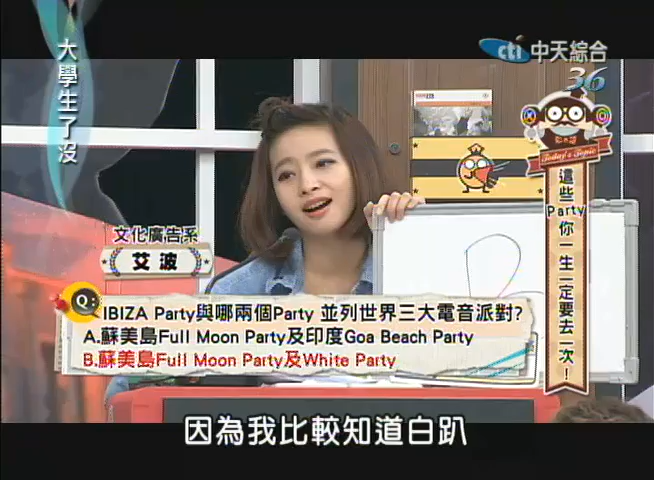 大學生了沒
cti 中天綜合
36
Today's Topic
這些Party你一生一定要去一次！
文化廣告系
艾波
B
Q:
IBIZA Party與哪兩個Party 並列世界三大電音派對?
A.蘇美島Full Moon Party及印度Goa Beach Party
B.蘇美島Full Moon Party及White Party
因為我比較知道白趴